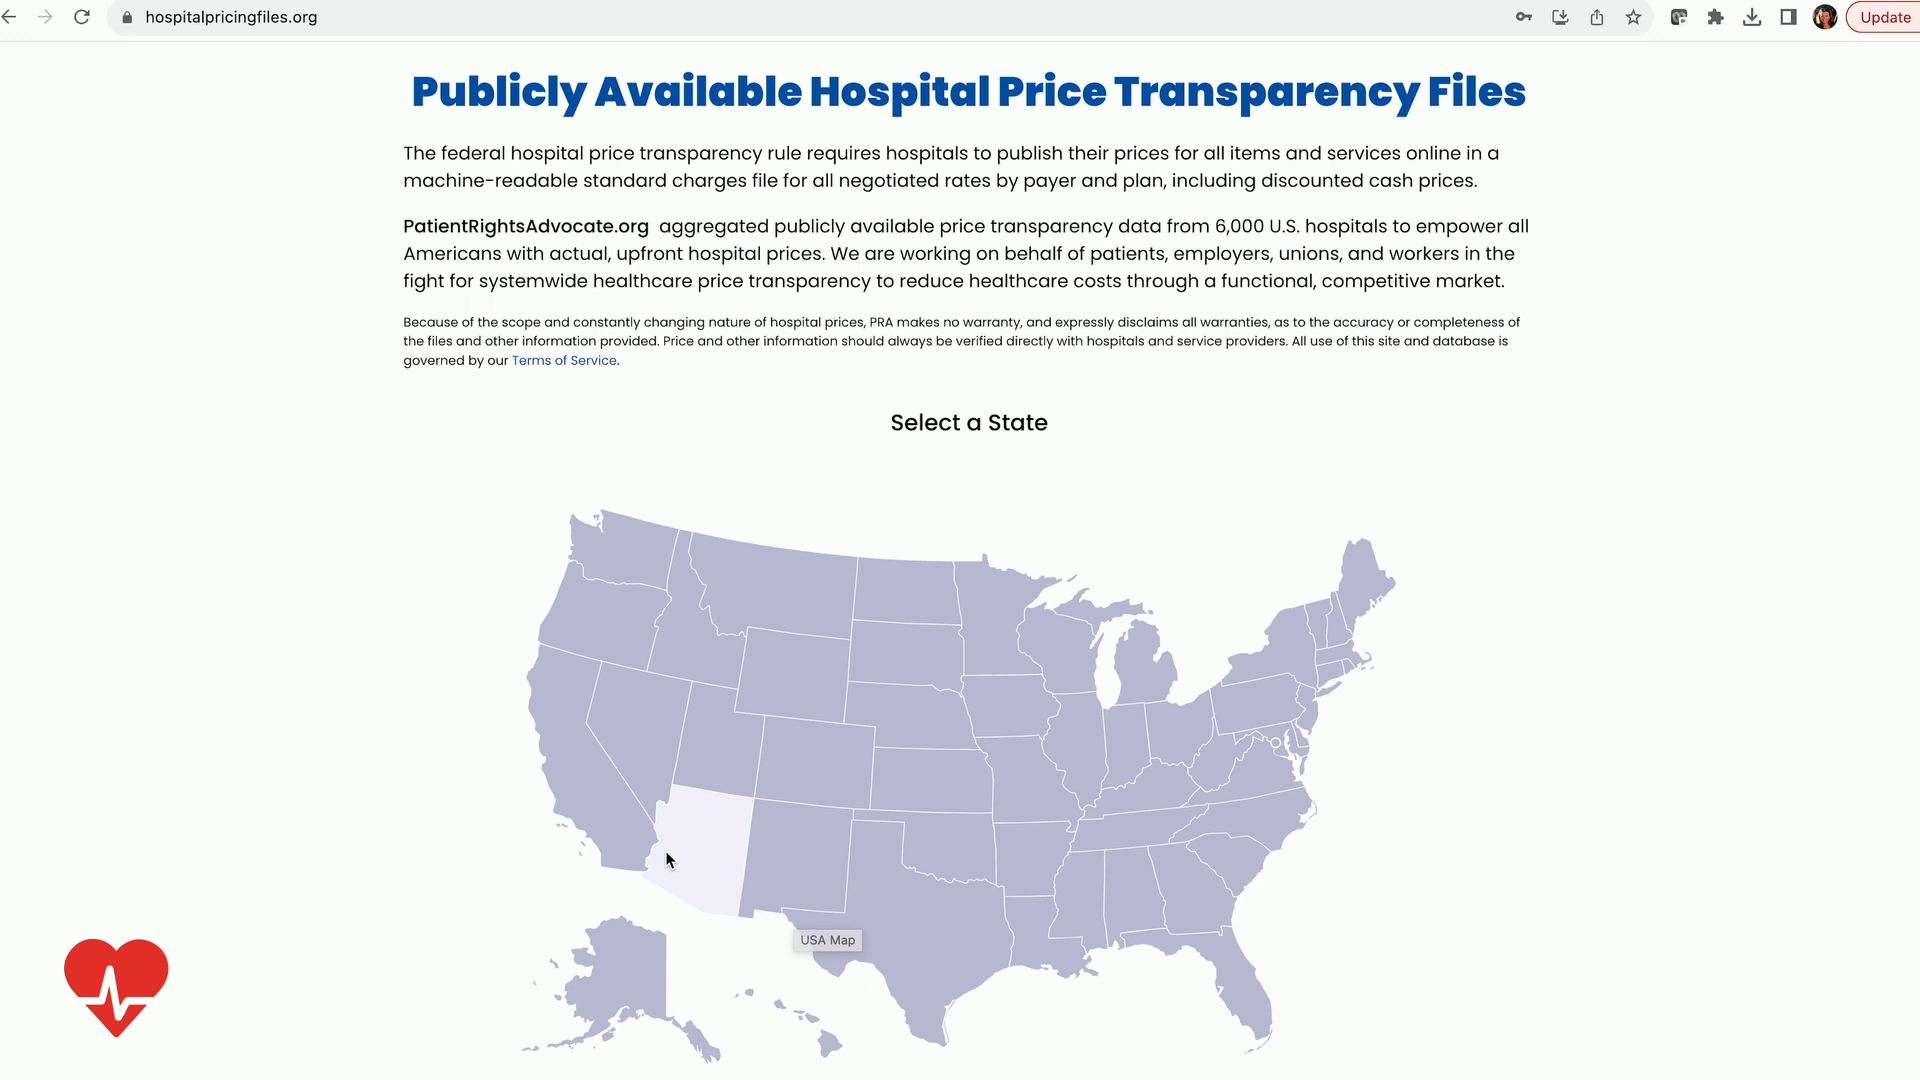 hospitalpricingfiles.org
Update
Publicly Available Hospital Price Transparency Files
The federal hospital price transparency rule requires hospitals to publish their prices for all items and services online in a
machine-readable standard charges file for all negotiated rates by payer and plan, including discounted cash prices.
PatientRightsAdvocate.org aggregated publicly available price transparency data from 6,000 U.S. hospitals to empower all
Americans with actual, upfront hospital prices. We are working on behalf of patients, employers, unions, and workers in the
fight for systemwide healthcare price transparency to reduce healthcare costs through a functional, competitive market.
Because of the scope and constantly changing nature of hospital prices, PRA makes no warranty, and expressly disclaims all warranties, as to the accuracy or completeness of
the files and other information provided. Price and other information should always be verified directly with hospitals and service providers. All use of this site and database is
governed by our Terms of Service.
Select a State
USA Map